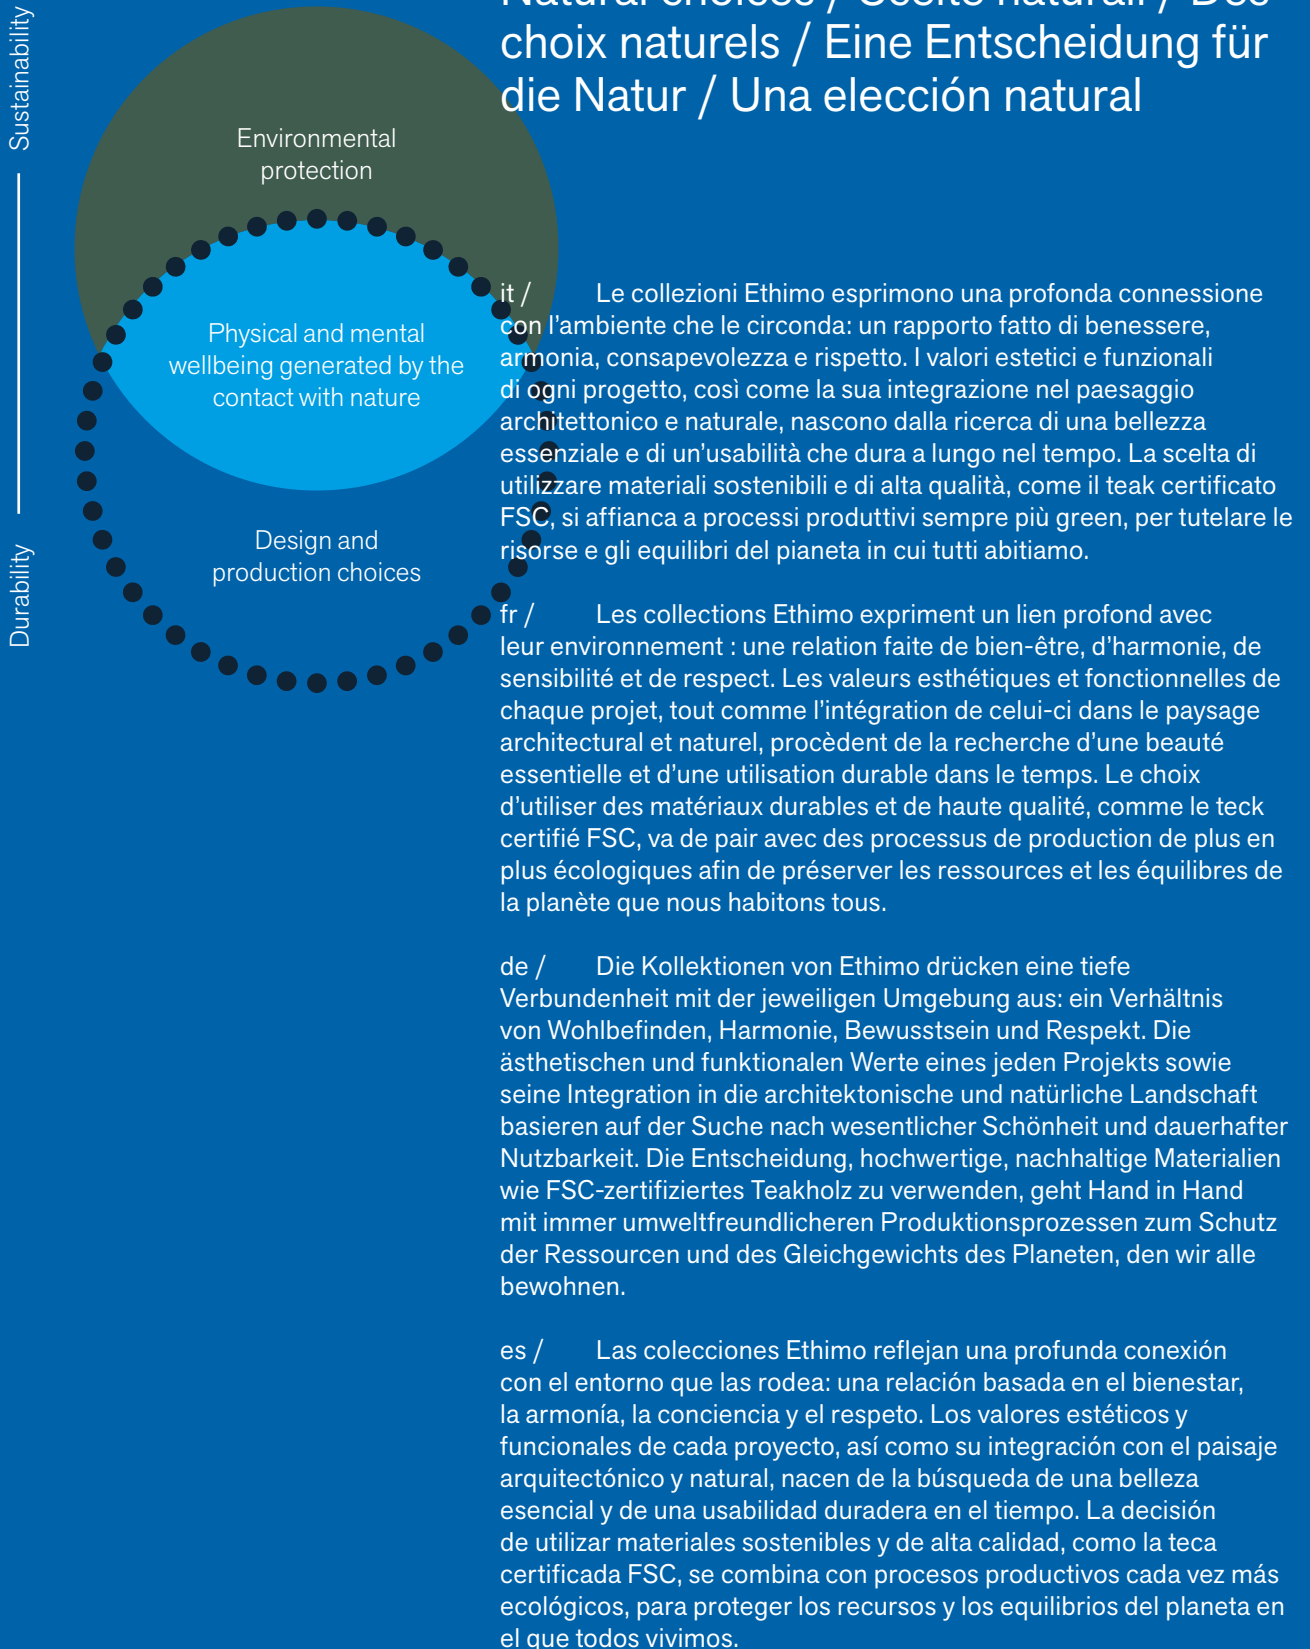 Natural choices / Scelte naturali / Des
choix naturels / Eine Entscheidung für
die Natur / Una elección natural
Sustainability
Durability
Environmental
protection
Physical and mental
wellbeing generated by the
contact with nature
Design and
production choices
it / Le collezioni Ethimo esprimono una profonda connessione
con l’ambiente che le circonda: un rapporto fatto di benessere,
armonia, consapevolezza e rispetto. I valori estetici e funzionali
di ogni progetto, così come la sua integrazione nel paesaggio
architettonico e naturale, nascono dalla ricerca di una bellezza
essenziale e di un’usabilità che dura a lungo nel tempo. La scelta di
utilizzare materiali sostenibili e di alta qualità, come il teak certificato
FSC, si affianca a processi produttivi sempre più green, per tutelare le
risorse e gli equilibri del pianeta in cui tutti abitiamo.
fr / Les collections Ethimo expriment un lien profond avec
leur environnement : une relation faite de bien-être, d’harmonie, de
sensibilité et de respect. Les valeurs esthétiques et fonctionnelles de
chaque projet, tout comme l’intégration de celui-ci dans le paysage
architectural et naturel, procèdent de la recherche d’une beauté
essentielle et d’une utilisation durable dans le temps. Le choix
d’utiliser des matériaux durables et de haute qualité, comme le teck
certifié FSC, va de pair avec des processus de production de plus en
plus écologiques afin de préserver les ressources et les équilibres de
la planète que nous habitons tous.
de / Die Kollektionen von Ethimo drücken eine tiefe
Verbundenheit mit der jeweiligen Umgebung aus: ein Verhältnis
von Wohlbefinden, Harmonie, Bewusstsein und Respekt. Die
ästhetischen und funktionalen Werte eines jeden Projekts sowie
seine Integration in die architektonische und natürliche Landschaft
basieren auf der Suche nach wesentlicher Schönheit und dauerhafter
Nutzbarkeit. Die Entscheidung, hochwertige, nachhaltige Materialien
wie FSC-zertifiziertes Teakholz zu verwenden, geht Hand in Hand
mit immer umweltfreundlicheren Produktionsprozessen zum Schutz
der Ressourcen und des Gleichgewichts des Planeten, den wir alle
bewohnen.
es / Las colecciones Ethimo reflejan una profunda conexión
con el entorno que las rodea: una relación basada en el bienestar,
la armonía, la conciencia y el respeto. Los valores estéticos y
funcionales de cada proyecto, así como su integración con el paisaje
arquitectónico y natural, nacen de la búsqueda de una belleza
esencial y de una usabilidad duradera en el tiempo. La decisión
de utilizar materiales sostenibles y de alta calidad, como la teca
certificada FSC, se combina con procesos productivos cada vez más
ecológicos, para proteger los recursos y los equilibrios del planeta en
el que todos vivimos.